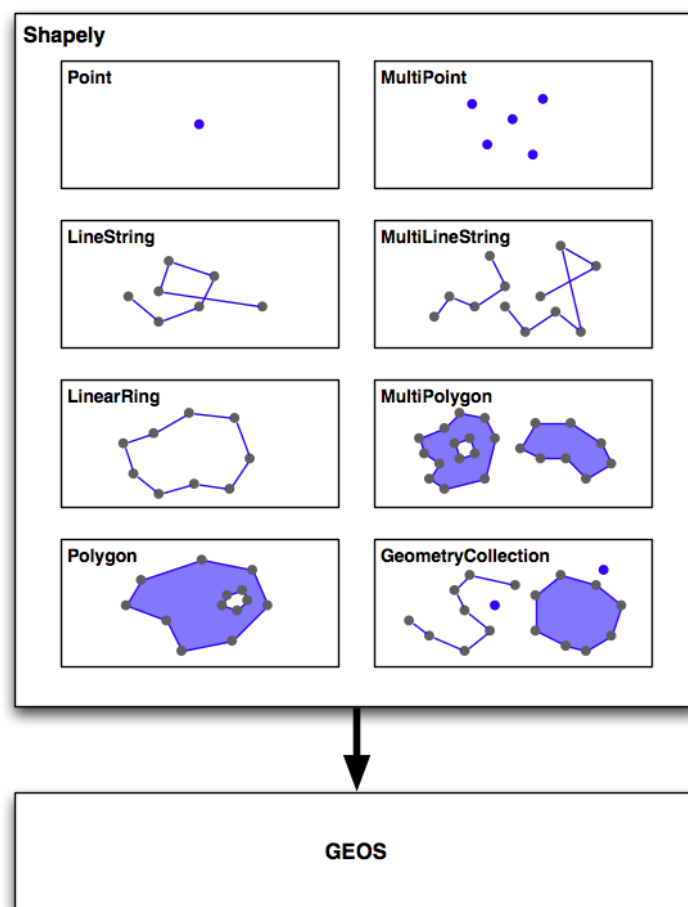 Shapely
Point
MultiPoint
LineString
MultiLineString
LinearRing
MultiPolygon
Polygon
GeometryCollection
GEOS